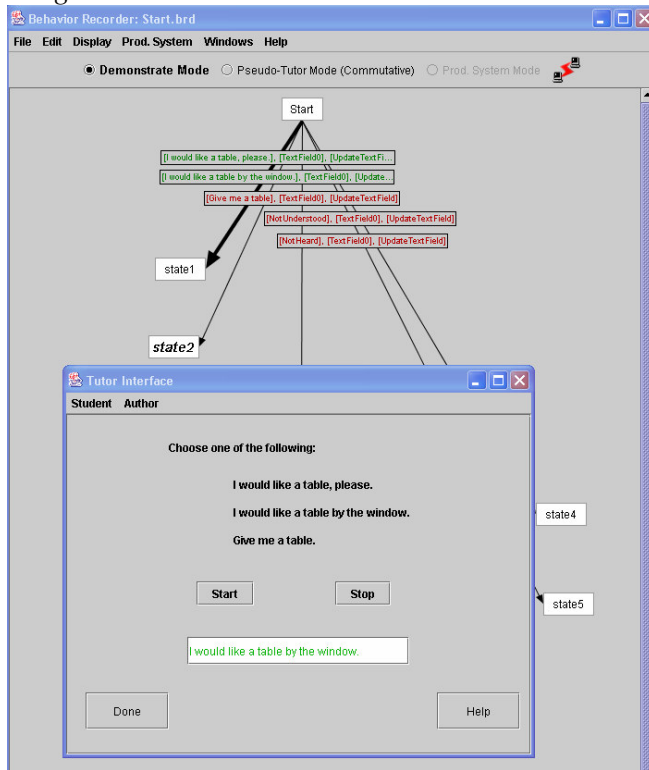 Behavior Recorder: Start.brd
File Edit Display Prod. System Windows Help
Demonstrate Mode Pseudo-Tutor Mode (Commutative) Prod. System Mode
Start
[I would like a table, please.], [TextField0], [UpdateTextFi...
[I would like a table by the window.], [TextField0], [Update...
[Give me a table], [TextField0], [UpdateTextField]
[NotUnderstood], [TextField0], [UpdateTextField]
[NotHeard], [TextField0], [UpdateTextField]
state1
state2
Tutor Interface
Student Author
Choose one of the following:
I would like a table, please.
I would like a table by the window.
Give me a table.
state4
Start Stop
state5
I would like a table by the window.
Done Help